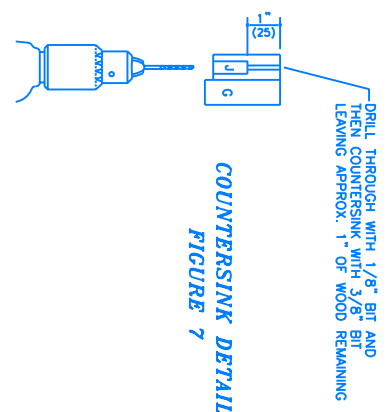 1"
(25)
J
G
DRILL THROUGH WITH 1/8" BIT AND
THEN COUNTERSINK WITH 3/8" BIT
LEAVING APPROX. 1" OF WOOD REMAINING
COUNTERSINK DETAIL
FIGURE 7